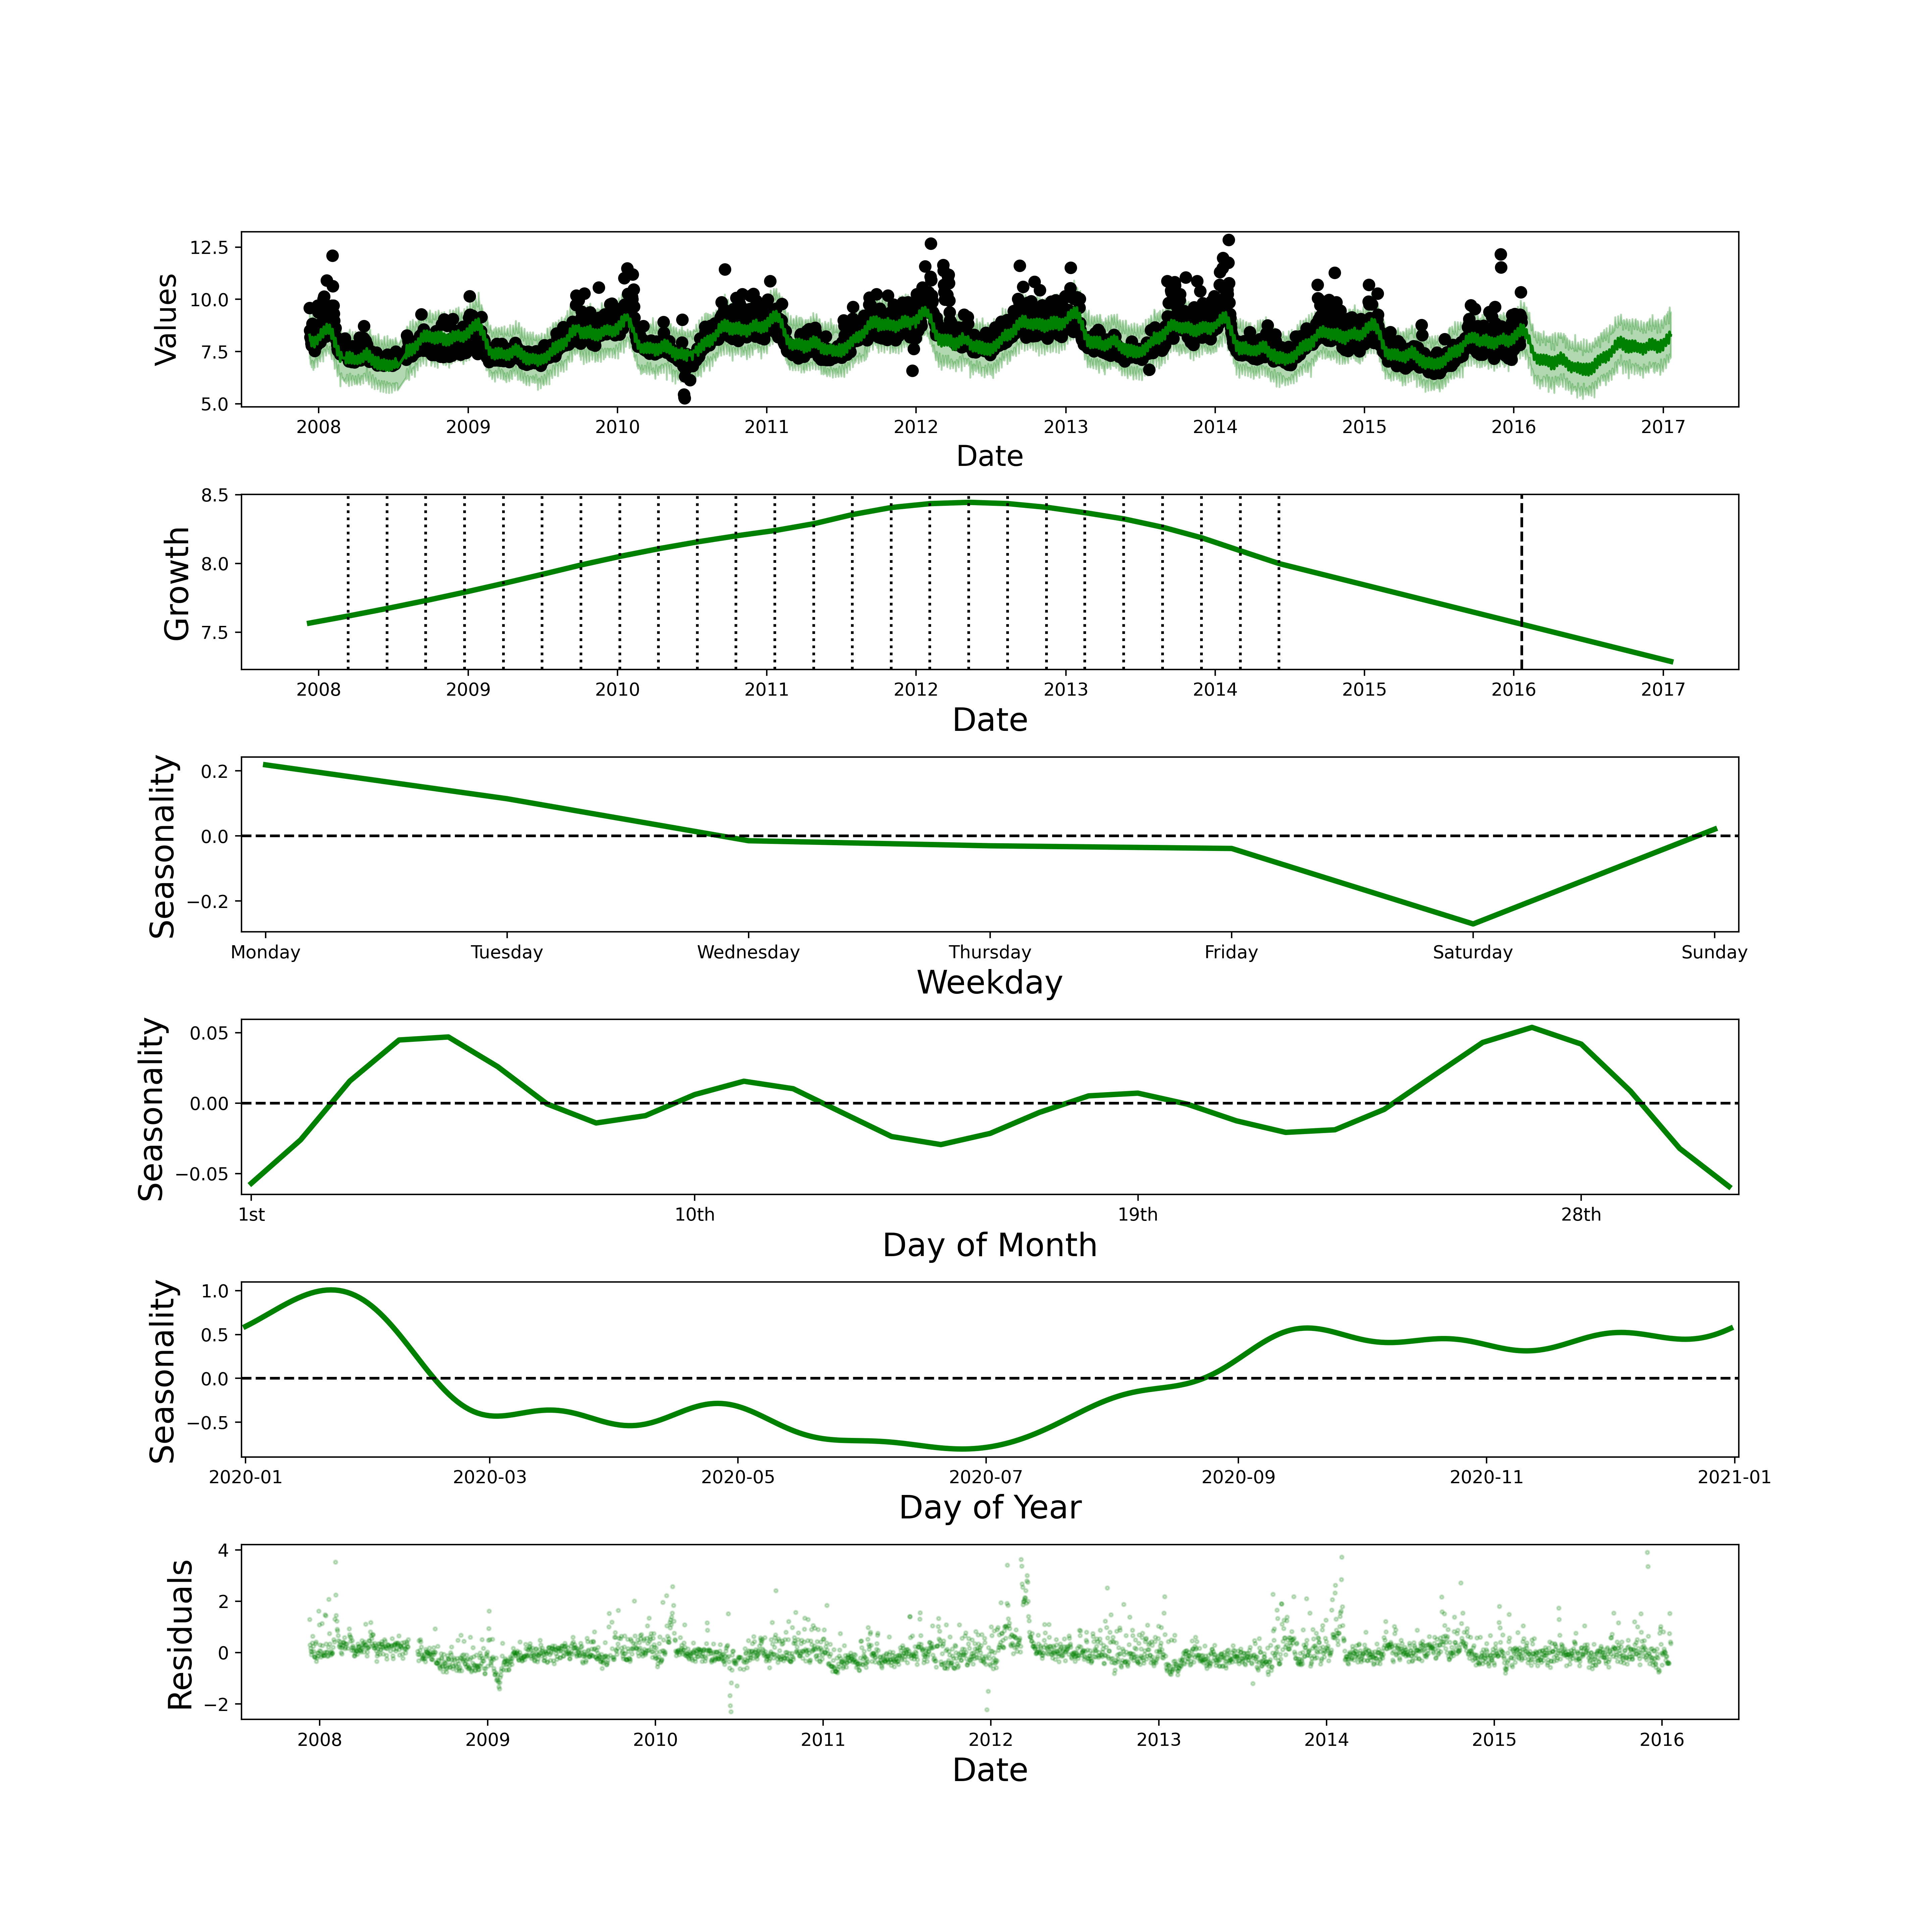 Values
12.5
10.0
7.5
5.0
2008 2009 2010 2011 2012 2013 2014 2015 2016 2017
Date
Growth
8.5
8.0
7.5
2008 2009 2010 2011 2012 2013 2014 2015 2016 2017
Date
Seasonality
0.2
0.0
−0.2
Monday Tuesday Wednesday Thursday Friday Saturday Sunday
Weekday
Seasonality
0.05
0.00
−0.05
1st 10th 19th 28th
Day of Month
Seasonality
1.0
0.5
0.0
−0.5
2020-01 2020-03 2020-05 2020-07 2020-09 2020-11 2021-01
Day of Year
Residuals
4
2
0
−2
2008 2009 2010 2011 2012 2013 2014 2015 2016
Date